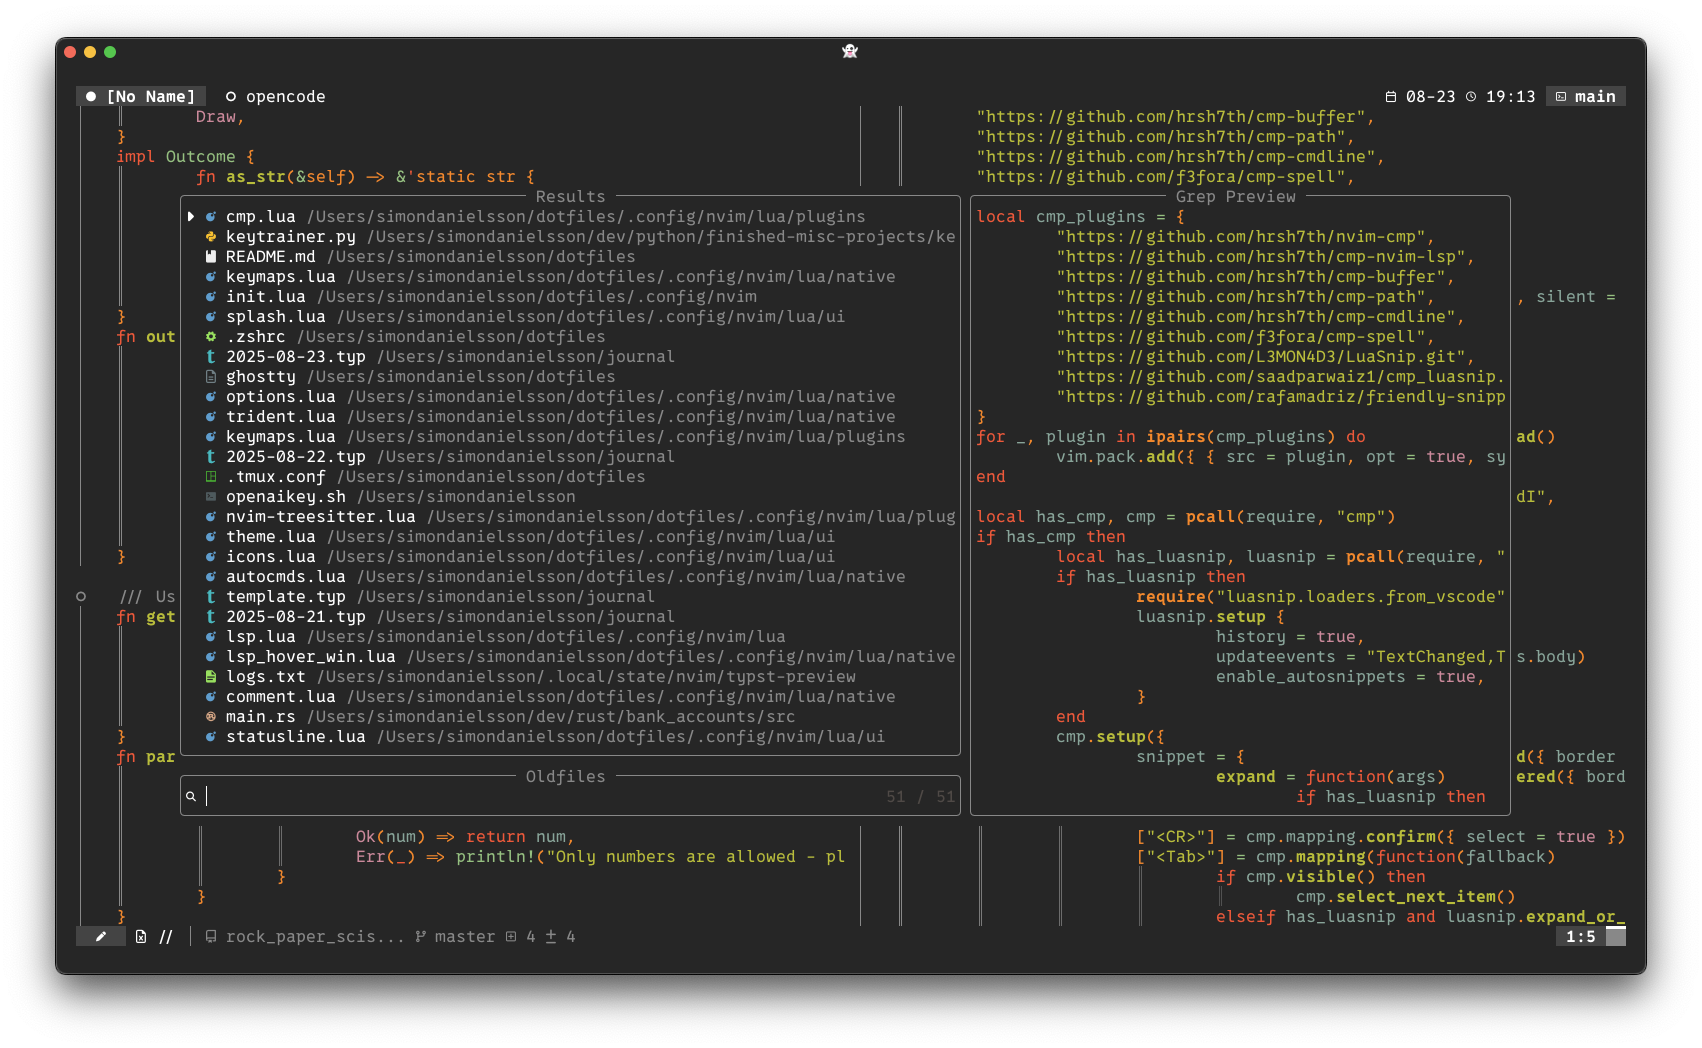 [No Name] opencode 08-23 19:13 main
Draw, "https://github.com/hrsh7th/cmp-buffer",
} "https://github.com/hrsh7th/cmp-path",
impl Outcome { "https://github.com/hrsh7th/cmp-cmdline",
fn as_str(&self) -> &'static str { "https://github.com/f3fora/cmp-spell",
Results
cmp.lua /Users/simondanielsson/dotfiles/.config/nvim/lua/plugins
keytrainer.py /Users/simondanielsson/dev/python/finished-misc-projects/ke
README.md /Users/simondanielsson/dotfiles
keymaps.lua /Users/simondanielsson/dotfiles/.config/nvim/lua/native
init.lua /Users/simondanielsson/dotfiles/.config/nvim
splash.lua /Users/simondanielsson/dotfiles/.config/nvim/lua/ui
.zshrc /Users/simondanielsson/dotfiles
2025-08-23.typ /Users/simondanielsson/journal
ghostty /Users/simondanielsson/dotfiles
options.lua /Users/simondanielsson/dotfiles/.config/nvim/lua/native
trident.lua /Users/simondanielsson/dotfiles/.config/nvim/lua/native
keymaps.lua /Users/simondanielsson/dotfiles/.config/nvim/lua/plugins
2025-08-22.typ /Users/simondanielsson/journal
.tmux.conf /Users/simondanielsson/dotfiles
openaikey.sh /Users/simondanielsson
nvim-treesitter.lua /Users/simondanielsson/dotfiles/.config/nvim/lua/plug
theme.lua /Users/simondanielsson/dotfiles/.config/nvim/lua/ui
icons.lua /Users/simondanielsson/dotfiles/.config/nvim/lua/ui
autocmds.lua /Users/simondanielsson/dotfiles/.config/nvim/lua/native
template.typ /Users/simondanielsson/journal
2025-08-21.typ /Users/simondanielsson/journal
lsp.lua /Users/simondanielsson/dotfiles/.config/nvim/lua
lsp_hover_win.lua /Users/simondanielsson/dotfiles/.config/nvim/lua/native
logs.txt /Users/simondanielsson/.local/state/nvim/typst-preview
comment.lua /Users/simondanielsson/dotfiles/.config/nvim/lua/native
main.rs /Users/simondanielsson/dev/rust/bank_accounts/src
statusline.lua /Users/simondanielsson/dotfiles/.config/nvim/lua/ui
Oldfiles
51 / 51
Grep Preview
local cmp_plugins = {
"https://github.com/hrsh7th/nvim-cmp",
"https://github.com/hrsh7th/cmp-nvim-lsp",
"https://github.com/hrsh7th/cmp-buffer",
"https://github.com/hrsh7th/cmp-path",
"https://github.com/hrsh7th/cmp-cmdline",
"https://github.com/f3fora/cmp-spell",
"https://github.com/L3MON4D3/LuaSnip.git",
"https://github.com/saadparwaiz1/cmp_luasnip.
"https://github.com/rafamadriz/friendly-snipp
}
for _, plugin in ipairs(cmp_plugins) do
vim.pack.add({ { src = plugin, opt = true, sy
end
local has_cmp, cmp = pcall(require, "cmp")
if has_cmp then
local has_luasnip, luasnip = pcall(require, "
if has_luasnip then
require("luasnip.loaders.from_vscode"
luasnip.setup {
history = true,
updateevents = "TextChanged,T
enable_autosnippets = true,
}
end
cmp.setup({
snippet = {
expand = function(args)
if has_luasnip then
}
fn out
}
/// Us
fn get
}
fn par
, silent =
ad()
dI",
s.body)
d({ border
ered({ bord
Ok(num) => return num, ["<CR>"] = cmp.mapping.confirm({ select = true })
Err(_) => println!("Only numbers are allowed - pl ["<Tab>"] = cmp.mapping(function(fallback)
} if cmp.visible() then
} cmp.select_next_item()
} elseif has_luasnip and luasnip.expand_or_
// rock_paper_scis... master 4 ± 4 1:5